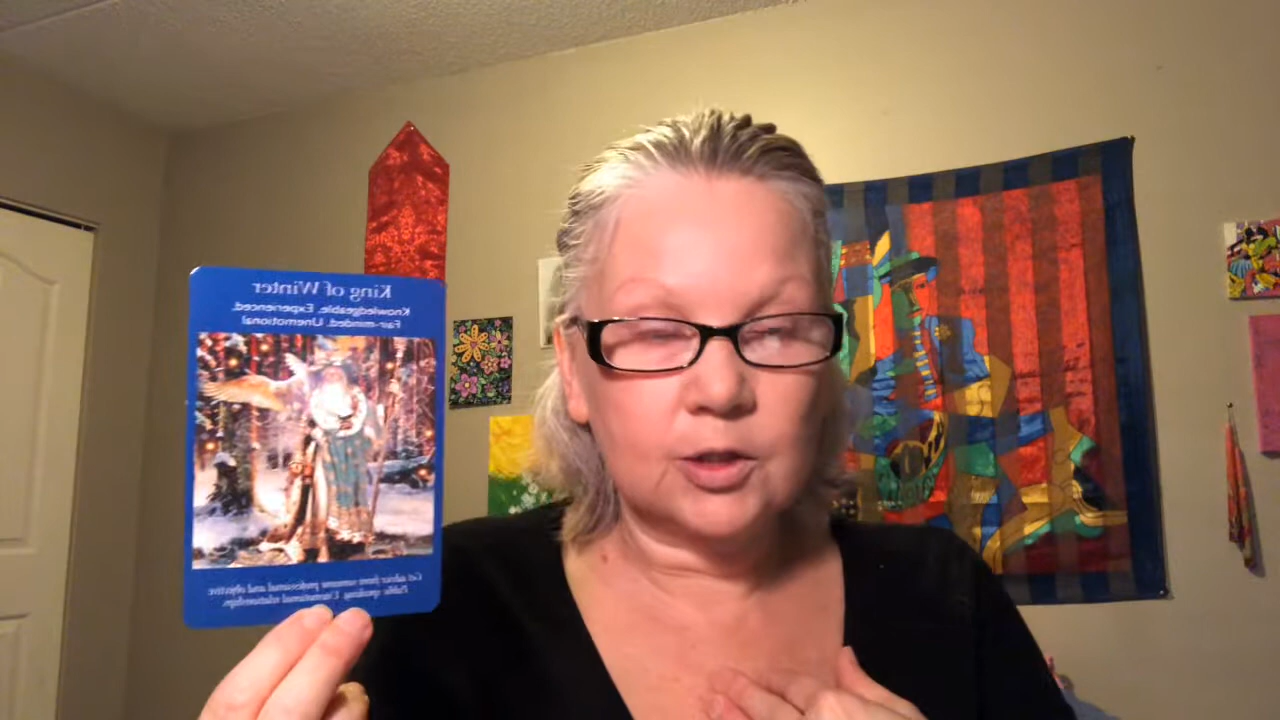 King of Winter
Knowledgeable, Experienced,
Fair-minded, Unemotional
Get advice from someone professional and objective.
Public speaking. Unemotional relationships.